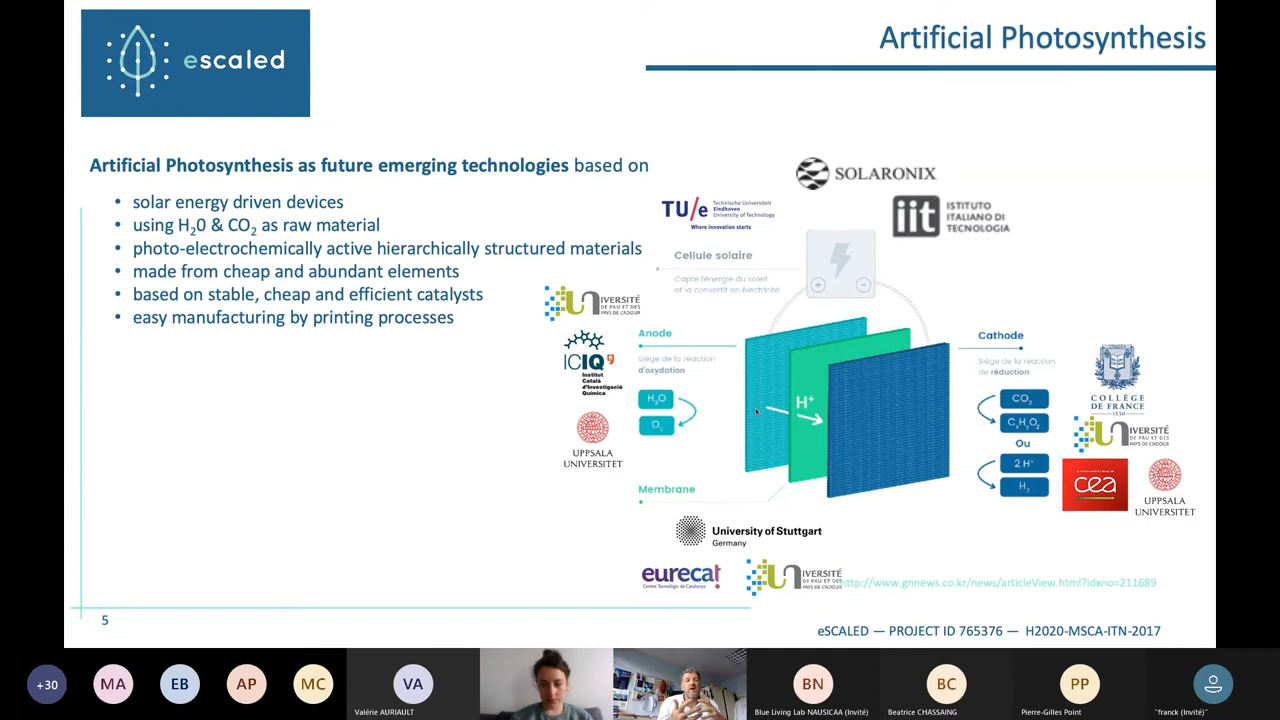 escaled
Artificial Photosynthesis
Artificial Photosynthesis as future emerging technologies based on
• solar energy driven devices
• using H₂0 & CO₂ as raw material
• photo-electrochemically active hierarchically structured materials
• made from cheap and abundant elements
• based on stable, cheap and efficient catalysts
• easy manufacturing by printing processes
SOLARONIX
TU/e Technische Universiteit
Eindhoven
University of Technology
Where innovation starts
iit ISTITUTO
ITALIANO DI
TECNOLOGIA
Cellule solaire
Capte l'énergie du soleil
et la convertit en électricité
UNIVERSITÉ
DE PAU ET DES
PAYS DE L'ADOUR
ICIQ
Institut
Català
d'Investigació
Química
UPPSALA
UNIVERSITET
Anode
Siège de la réaction
d'oxydation
H₂O
O₂
H⁺
Cathode
Siège de la réaction
de réduction
CO₂
Ou
2 H⁺
H₂
COLLÈGE
DE FRANCE
1530
UNIVERSITÉ
DE PAU ET DES
PAYS DE L'ADOUR
cea
UPPSALA
UNIVERSITET
Membrane
University of Stuttgart
Germany
eurecat
Centre Tecnològic de Catalunya
UNIVERSITÉ
DE PAU ET DES
PAYS DE L'ADOUR
http://www.gnnews.co.kr/news/articleView.html?idxno=211689
5
eSCALED — PROJECT ID 765376 — H2020-MSCA-ITN-2017
+30
MA
EB
AP
MC
VA
Valérie AURIAULT
BN
Blue Living Lab NAUSICAA (Invité)
BC
Beatrice CHASSAING
PP
Pierre-Gilles Point
"franck (Invité)"